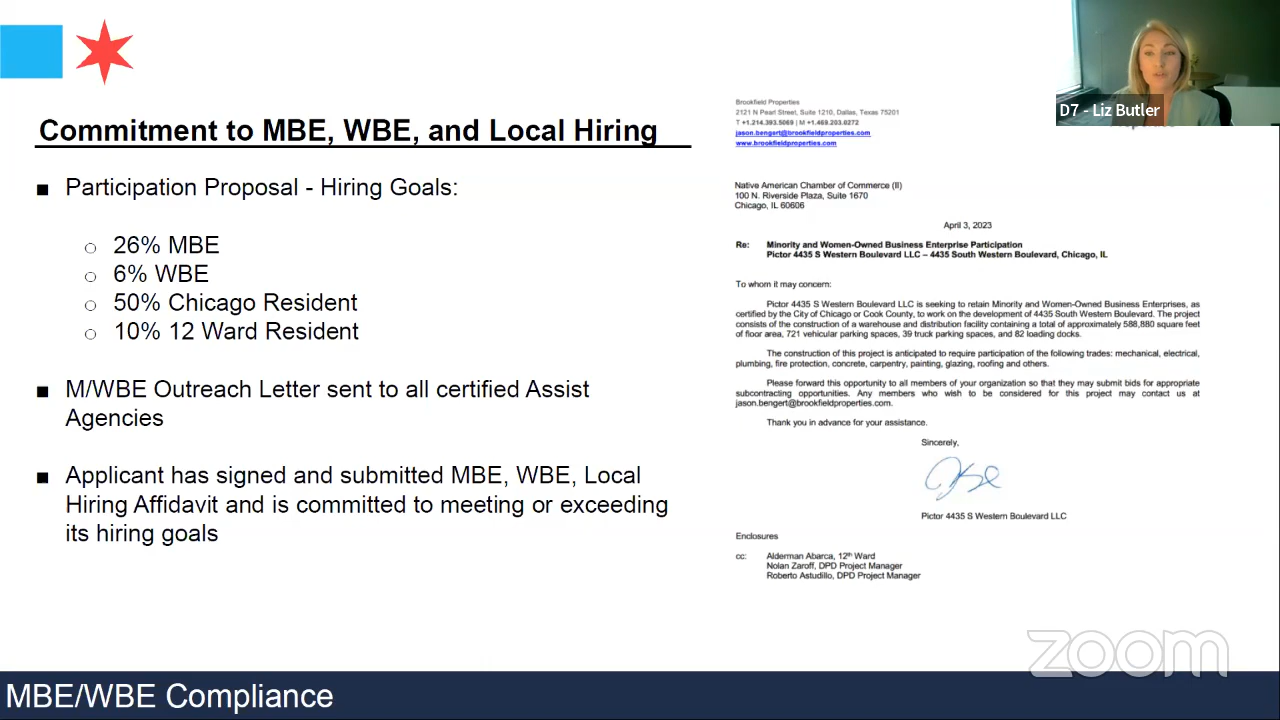 Commitment to MBE, WBE, and Local Hiring
■ Participation Proposal - Hiring Goals:
○ 26% MBE
○ 6% WBE
○ 50% Chicago Resident
○ 10% 12 Ward Resident
■ M/WBE Outreach Letter sent to all certified Assist
Agencies
■ Applicant has signed and submitted MBE, WBE, Local
Hiring Affidavit and is committed to meeting or exceeding
its hiring goals
Brookfield Properties
2121 N Pearl Street, Suite 1210, Dallas, Texas 75201
T +1.214.393.5069 | M +1.469.203.0272
jason.bengert@brookfieldproperties.com
www.brookfieldproperties.com
Native American Chamber of Commerce (II)
100 N. Riverside Plaza, Suite 1670
Chicago, IL 60606
April 3, 2023
Re: Minority and Women-Owned Business Enterprise Participation
Pictor 4435 S Western Boulevard LLC – 4435 South Western Boulevard, Chicago, IL
To whom it may concern:
Pictor 4435 S Western Boulevard LLC is seeking to retain Minority and Women-Owned Business Enterprises, as
certified by the City of Chicago or Cook County, to work on the development of 4435 South Western Boulevard. The project
consists of the construction of a warehouse and distribution facility containing a total of approximately 588,880 square feet
of floor area, 721 vehicular parking spaces, 39 truck parking spaces, and 82 loading docks.
The construction of this project is anticipated to require participation of the following trades: mechanical, electrical,
plumbing, fire protection, concrete, carpentry, painting, glazing, roofing and others.
Please forward this opportunity to all members of your organization so that they may submit bids for appropriate
subcontracting opportunities. Any members who wish to be considered for this project may contact us at
jason.bengert@brookfieldproperties.com.
Thank you in advance for your assistance.
Sincerely,
Pictor 4435 S Western Boulevard LLC
Enclosures
cc: Alderman Abarca, 12th Ward
Nolan Zaroff, DPD Project Manager
Roberto Astudillo, DPD Project Manager
D7 - Liz Butler
zoom
MBE/WBE Compliance